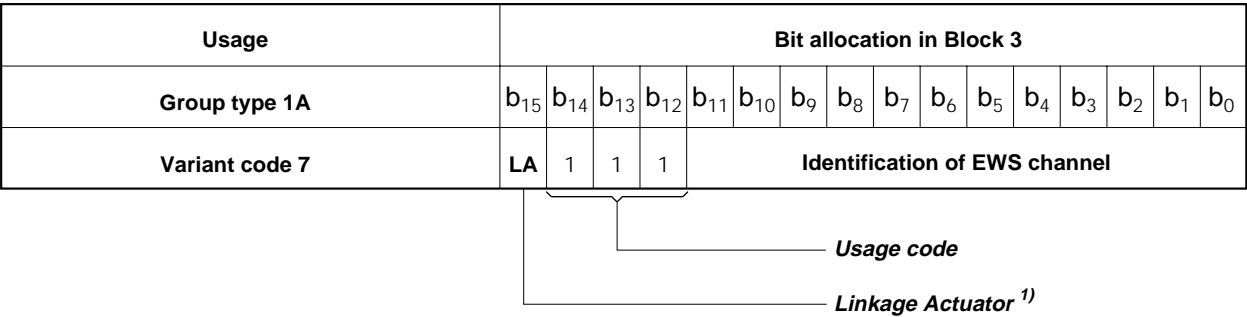 Usage Bit allocation in Block 3
Group type 1A b15 b14 b13 b12 b11 b10 b9 b8 b7 b6 b5 b4 b3 b2 b1 b0
Variant code 7 LA 1 1 1 Identification of EWS channel
Usage code
Linkage Actuator 1)